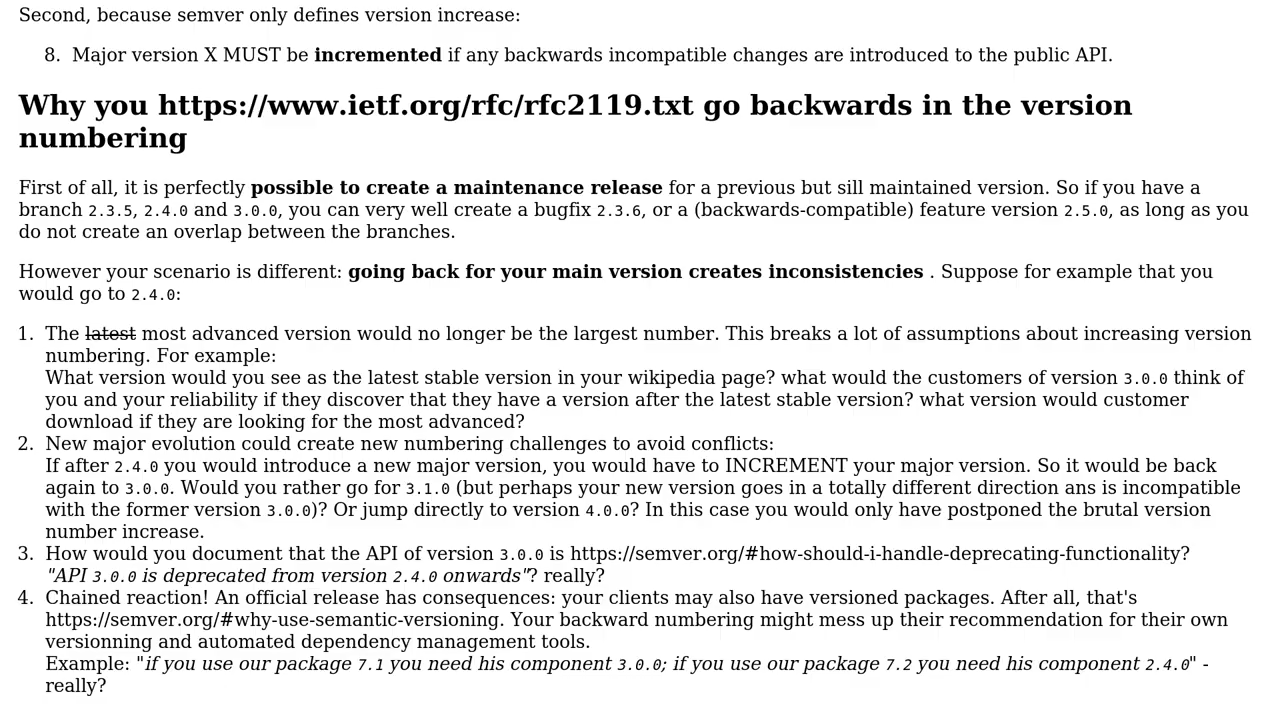 Second, because semver only defines version increase:
8. Major version X MUST be incremented if any backwards incompatible changes are introduced to the public API.
Why you https://www.ietf.org/rfc/rfc2119.txt go backwards in the version
numbering
First of all, it is perfectly possible to create a maintenance release for a previous but sill maintained version. So if you have a
branch 2.3.5, 2.4.0 and 3.0.0, you can very well create a bugfix 2.3.6, or a (backwards-compatible) feature version 2.5.0, as long as you
do not create an overlap between the branches.
However your scenario is different: going back for your main version creates inconsistencies . Suppose for example that you
would go to 2.4.0:
1. The latest most advanced version would no longer be the largest number. This breaks a lot of assumptions about increasing version
numbering. For example:
What version would you see as the latest stable version in your wikipedia page? what would the customers of version 3.0.0 think of
you and your reliability if they discover that they have a version after the latest stable version? what version would customer
download if they are looking for the most advanced?
2. New major evolution could create new numbering challenges to avoid conflicts:
If after 2.4.0 you would introduce a new major version, you would have to INCREMENT your major version. So it would be back
again to 3.0.0. Would you rather go for 3.1.0 (but perhaps your new version goes in a totally different direction ans is incompatible
with the former version 3.0.0)? Or jump directly to version 4.0.0? In this case you would only have postponed the brutal version
number increase.
3. How would you document that the API of version 3.0.0 is https://semver.org/#how-should-i-handle-deprecating-functionality?
"API 3.0.0 is deprecated from version 2.4.0 onwards"? really?
4. Chained reaction! An official release has consequences: your clients may also have versioned packages. After all, that's
https://semver.org/#why-use-semantic-versioning. Your backward numbering might mess up their recommendation for their own
versionning and automated dependency management tools.
Example: "if you use our package 7.1 you need his component 3.0.0; if you use our package 7.2 you need his component 2.4.0" -
really?